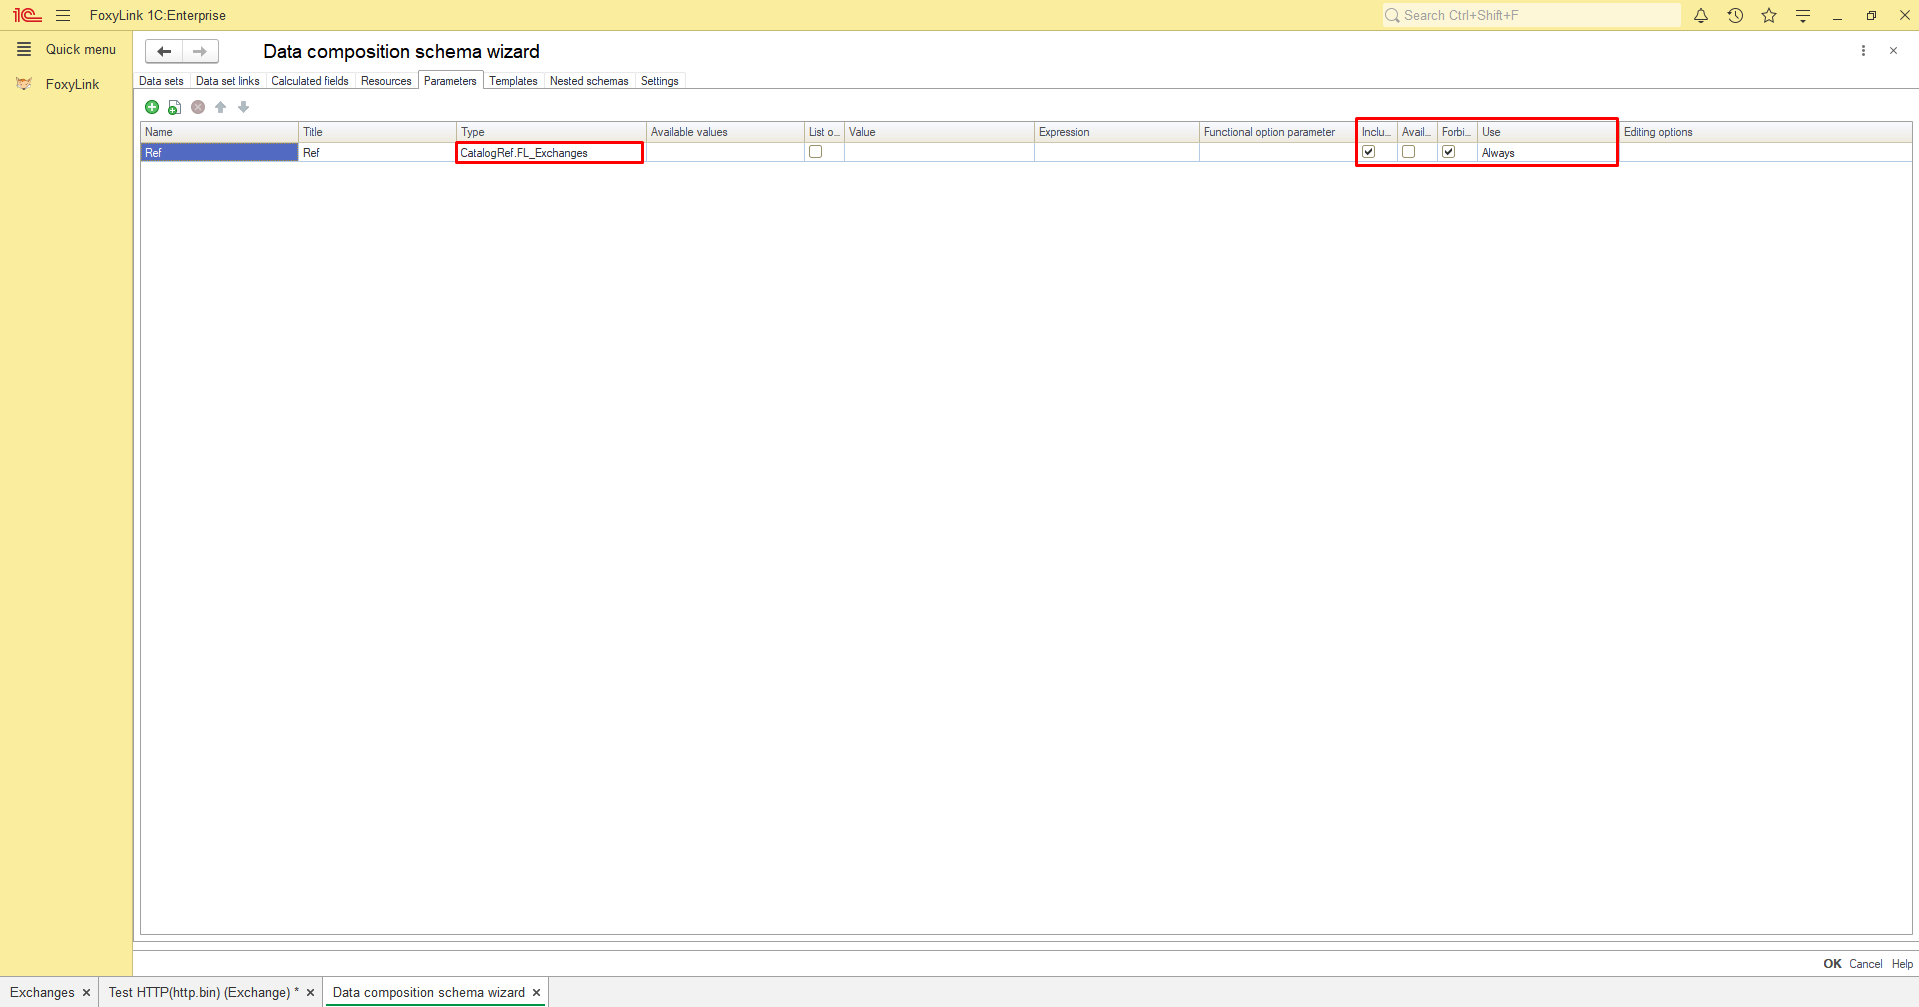 1C FoxyLink 1C:Enterprise Search Ctrl+Shift+F
Quick menu
FoxyLink
Data composition schema wizard
Data sets Data set links Calculated fields Resources Parameters Templates Nested schemas Settings
Name Title Type Available values List o... Value Expression Functional option parameter Inclu... Avail... Forbi... Use Editing options
Ref Ref CatalogRef.FL_Exchanges Always
OK Cancel Help
Exchanges Test HTTP(http.bin) (Exchange) * Data composition schema wizard